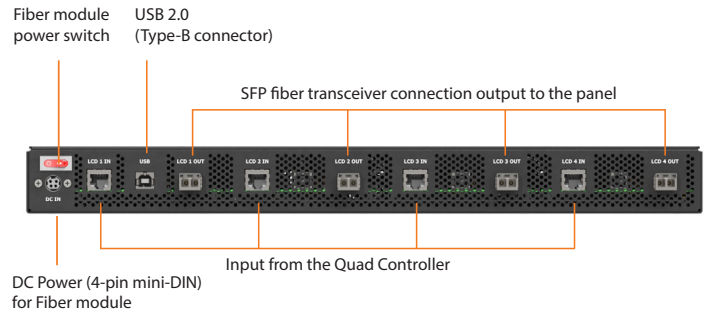 Fiber module
power switch
USB 2.0
(Type-B connector)
SFP fiber transceiver connection output to the panel
LCD 1 IN
USB
LCD 1 OUT
LCD 2 IN
LCD 2 OUT
LCD 3 IN
LCD 3 OUT
LCD 4 IN
LCD 4 OUT
DC IN
Input from the Quad Controller
DC Power (4-pin mini-DIN)
for Fiber module